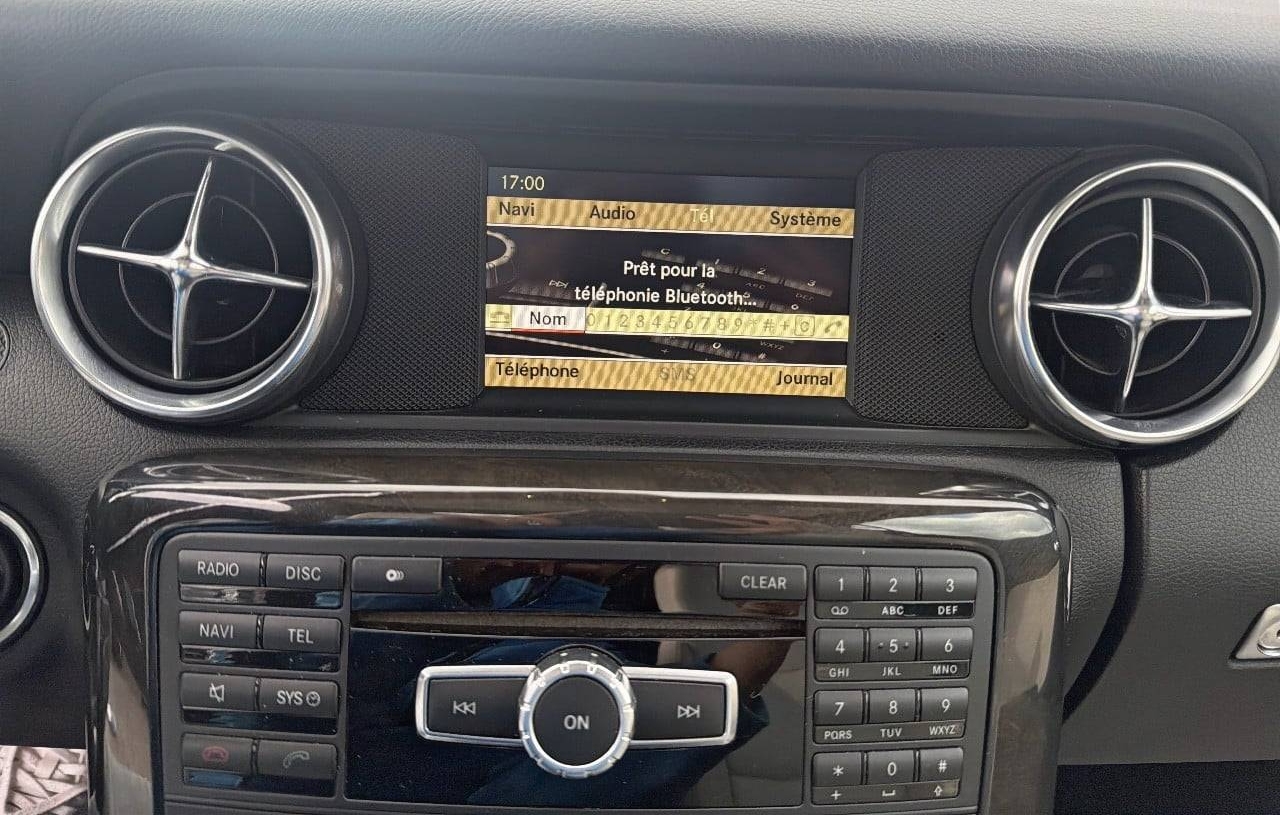 17:00
Navi Audio Tél Système
Prêt pour la
téléphonie Bluetooth...
Nom 0 1 2 3 4 5 6 7 8 9 * # + C
Téléphone SMS Journal
RADIO DISC CLEAR 1 2 3
ABC DEF
NAVI TEL 4 5 6
GHI JKL MNO
SYS ON 7 8 9
PQRS TUV WXYZ
* 0 #
+